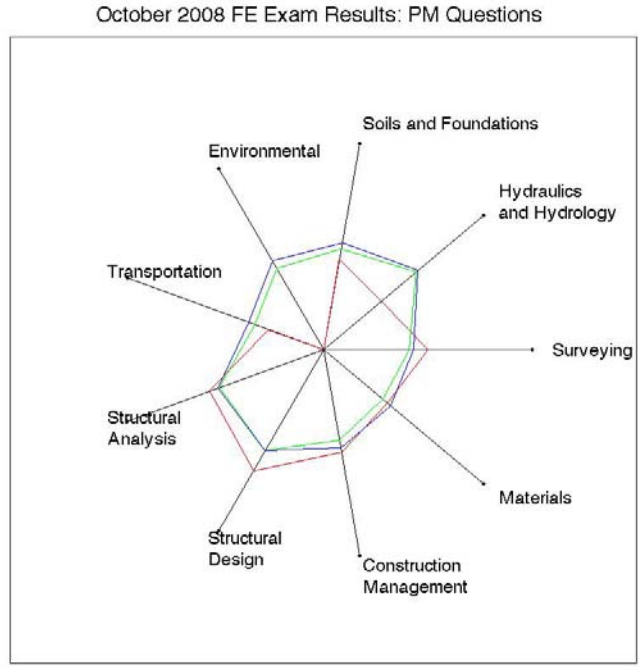 October 2008 FE Exam Results: PM Questions
Soils and Foundations
Environmental
Hydraulics
and Hydrology
Transportation
Surveying
Structural
Analysis
Materials
Structural
Design
Construction
Management